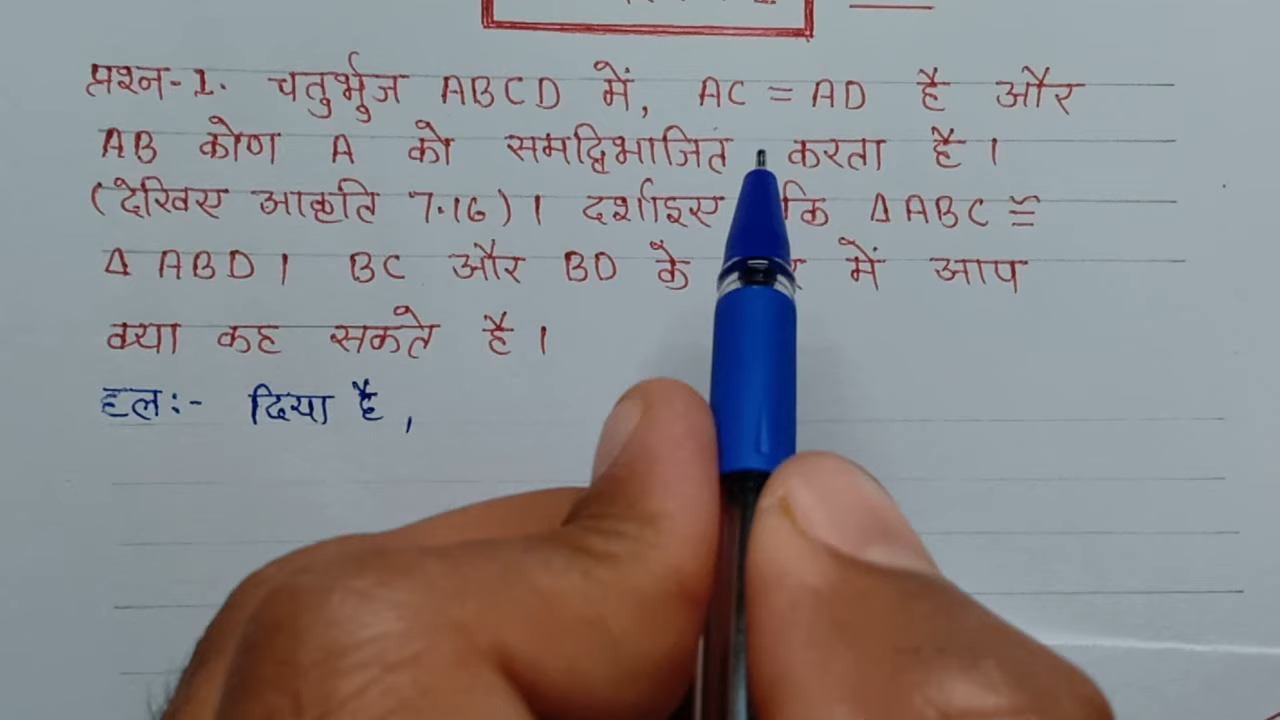 प्रश्न-1. चतुर्भुज ABCD में, AC = AD है और
AB कोण A को समद्विभाजित करता है।
(देखिए आकृति 7.16)। दर्शाइए कि Δ ABC ≅
Δ ABD। BC और BD के में आप
क्या कह सकते है।
हल:- दिया है,